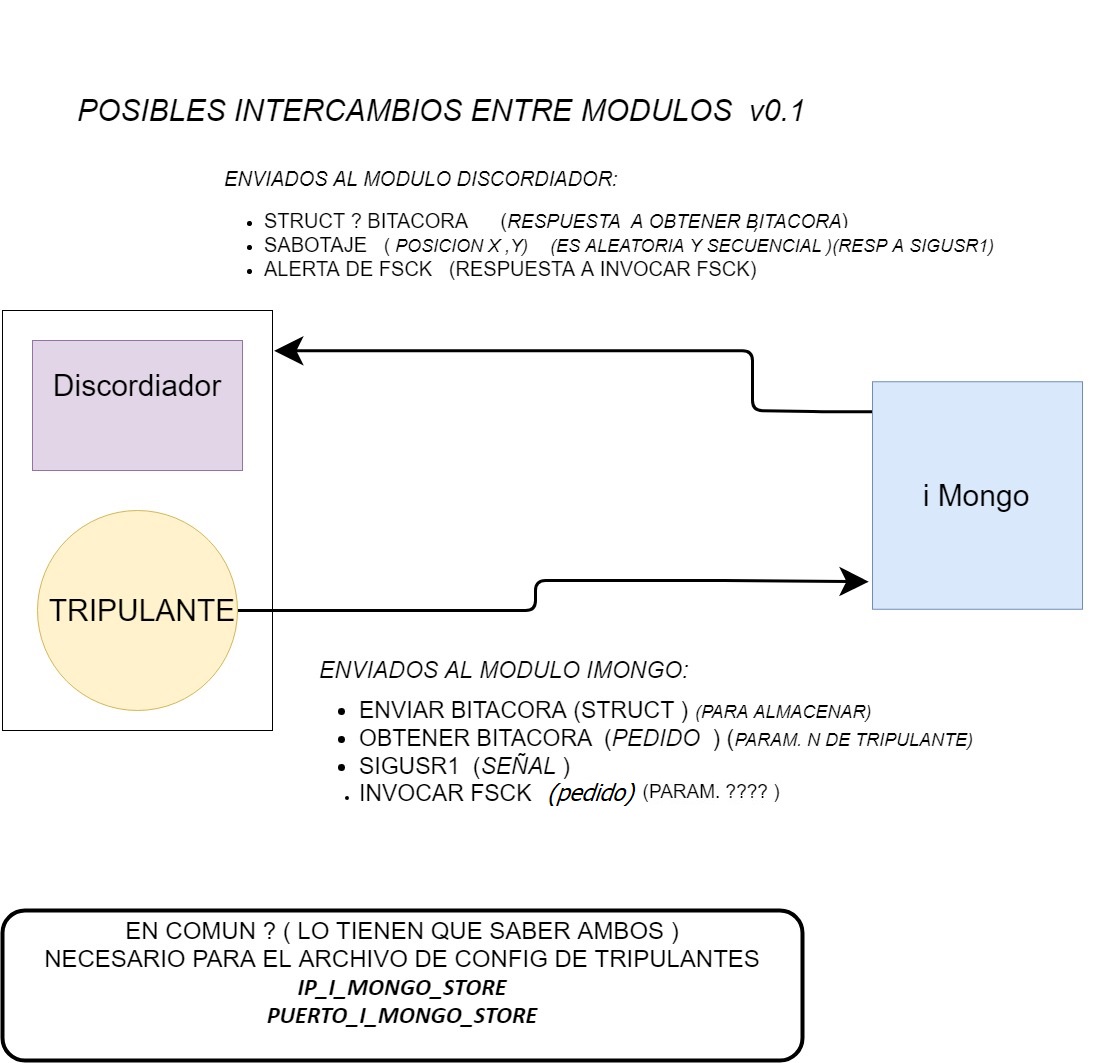 POSIBLES INTERCAMBIOS ENTRE MODULOS v0.1
ENVIADOS AL MODULO DISCORDIADOR:
• STRUCT ? BITACORA (RESPUESTA A OBTENER BITACORA)
• SABOTAJE ( POSICION X ,Y) (ES ALEATORIA Y SECUENCIAL )(RESP A SIGUSR1)
• ALERTA DE FSCK (RESPUESTA A INVOCAR FSCK)
Discordiador
i Mongo
TRIPULANTE
ENVIADOS AL MODULO IMONGO:
• ENVIAR BITACORA (STRUCT ) (PARA ALMACENAR)
• OBTENER BITACORA (PEDIDO ) (PARAM. N DE TRIPULANTE)
• SIGUSR1 (SEÑAL )
• INVOCAR FSCK (pedido) (PARAM. ???? )
EN COMUN ? ( LO TIENEN QUE SABER AMBOS )
NECESARIO PARA EL ARCHIVO DE CONFIG DE TRIPULANTES
IP_I_MONGO_STORE
PUERTO_I_MONGO_STORE